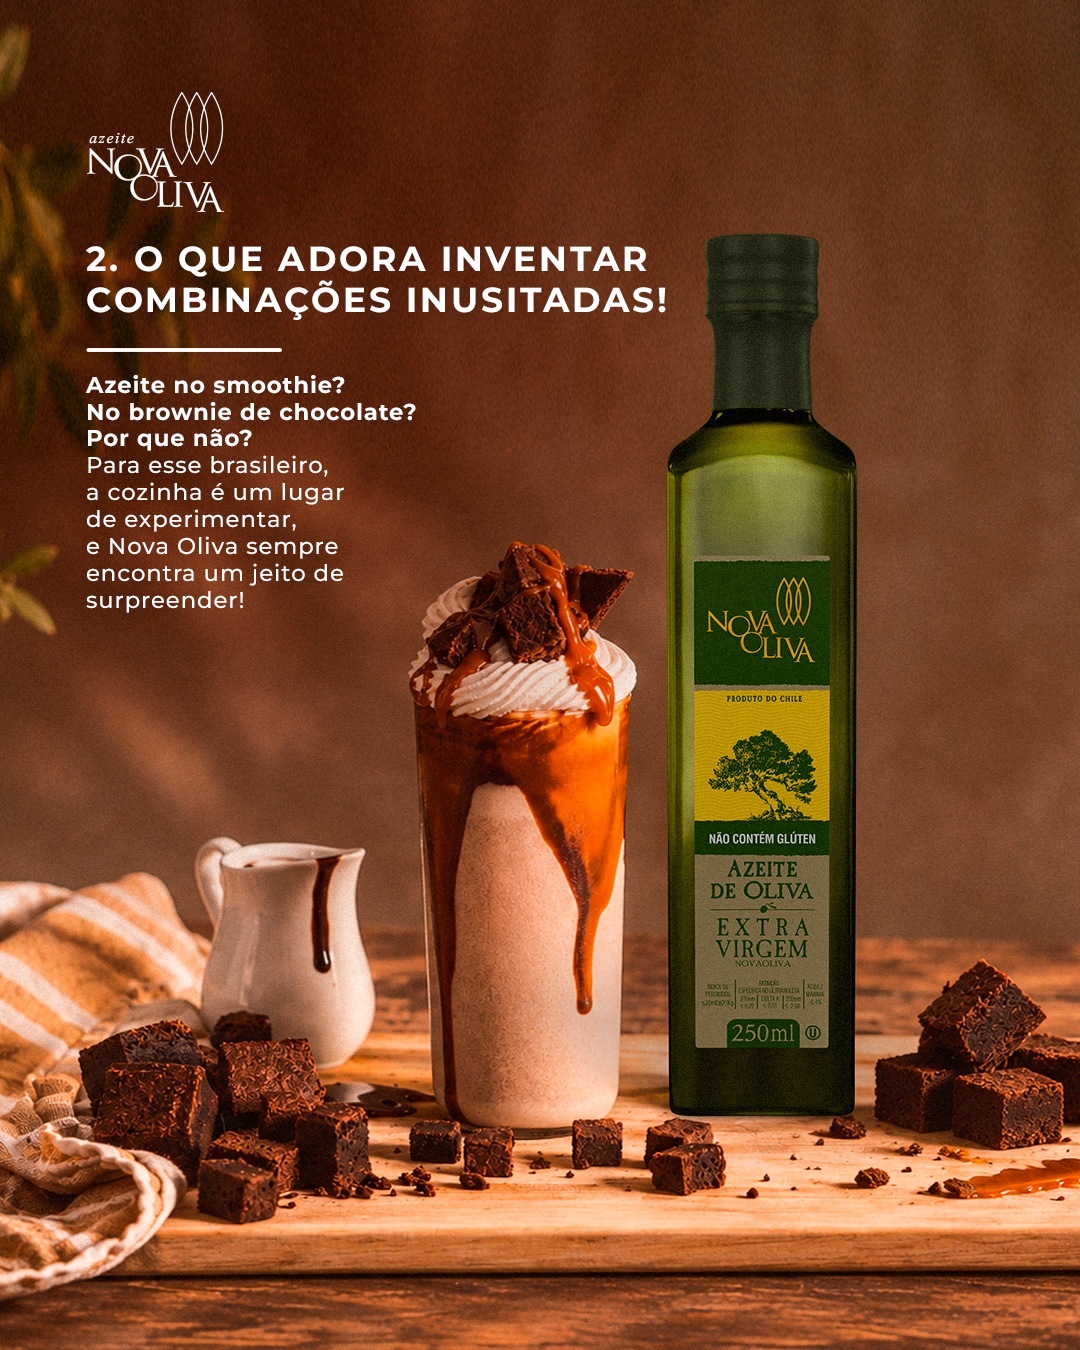 azeite
NOVA
OLIVA
2. O QUE ADORA INVENTAR
COMBINAÇÕES INUSITADAS!
Azeite no smoothie?
No brownie de chocolate?
Por que não?
Para esse brasileiro,
a cozinha é um lugar
de experimentar,
e Nova Oliva sempre
encontra um jeito de
surpreender!
NOVA
OLIVA
PRODUTO DO CHILE
NÃO CONTÉM GLÚTEN
AZEITE
DE OLIVA
EXTRA
VIRGEM
NOVAOLIVA
250ml